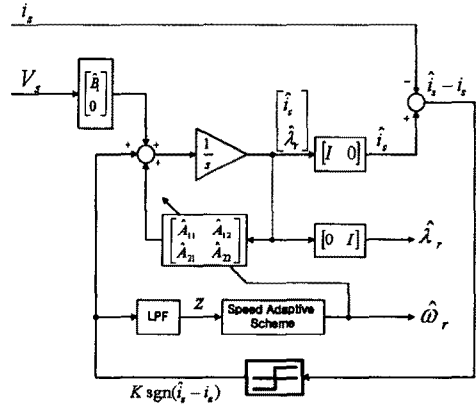 i_s
V_s
[B̂_1
0]
− 
î_s − i_s
+
+
+
+
1/s
[î_s
λ̂_r]
[I 0]
î_s
[Â_11 Â_12
Â_21 Â_22]
[0 I]
λ̂_r
LPF
Z
Speed Adaptive
Scheme
ω̂_r
K sgn(î_s − i_s)